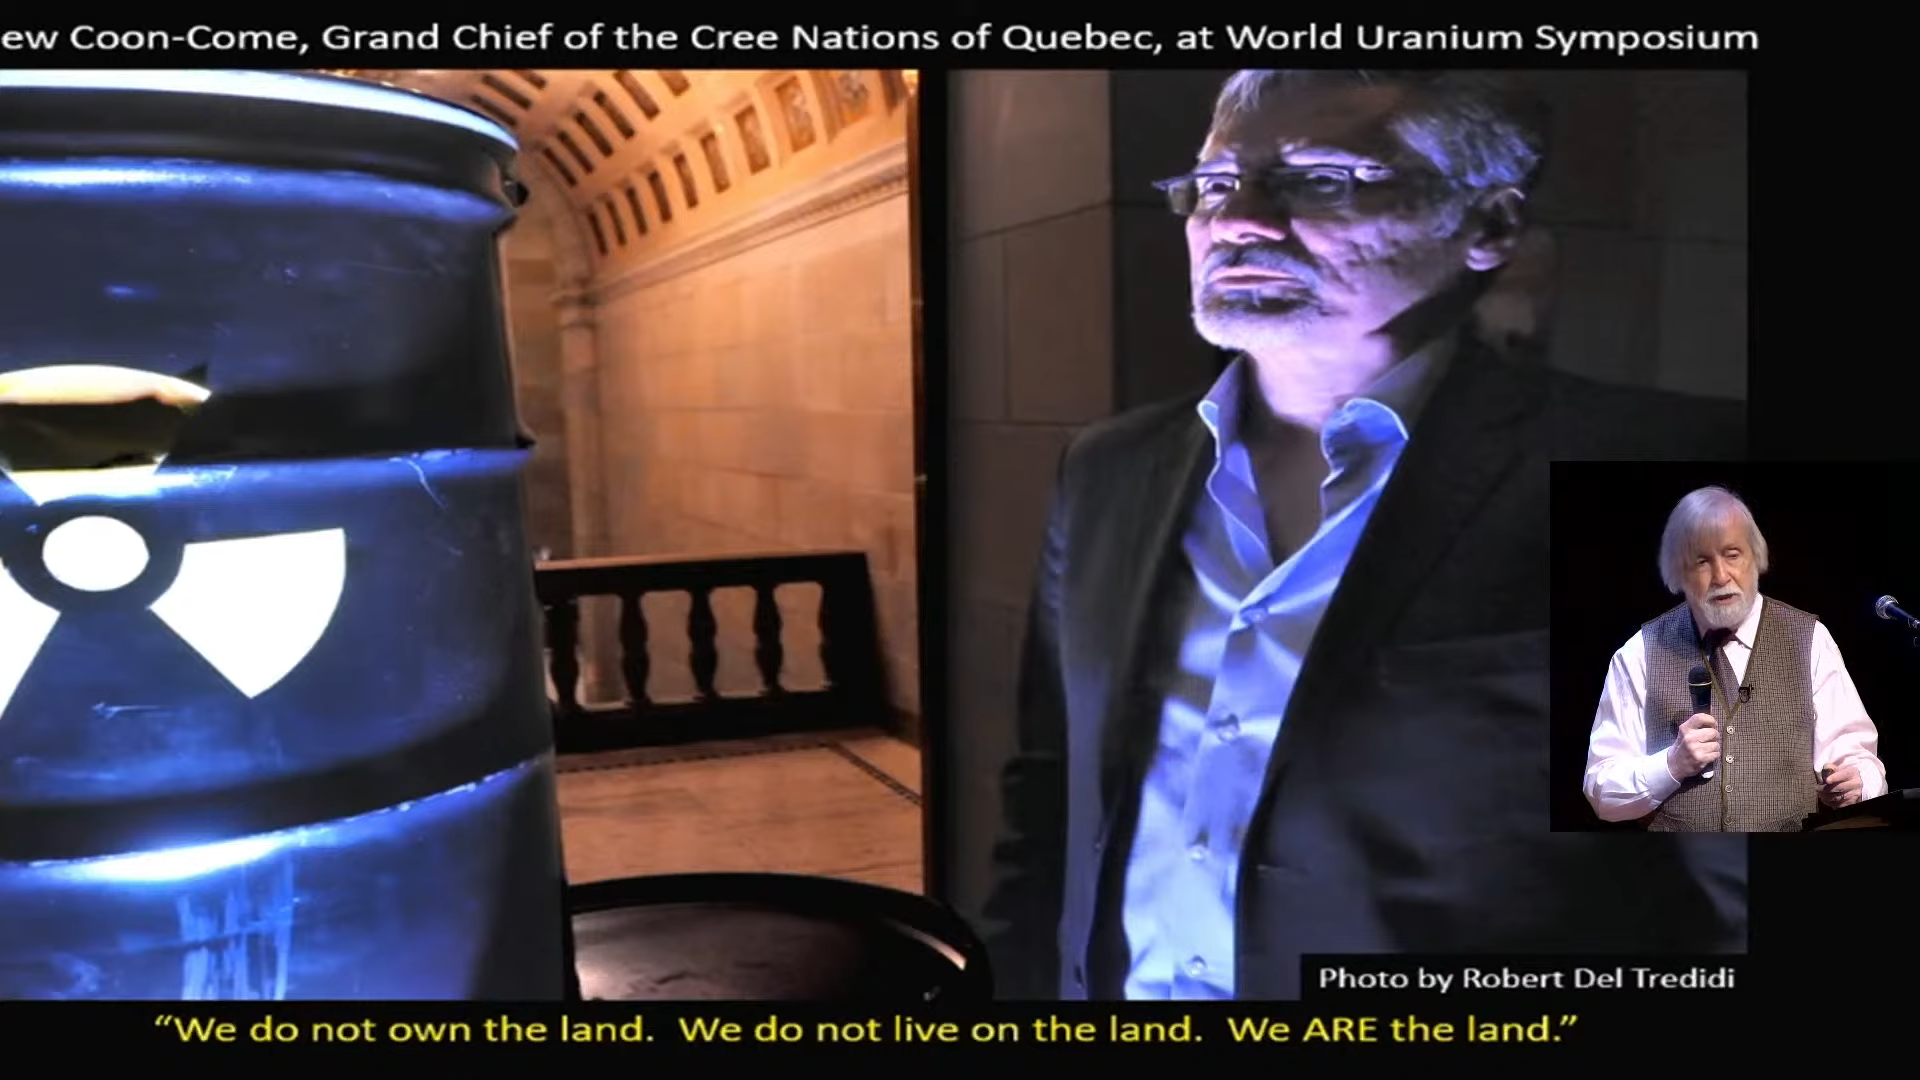 ew Coon-Come, Grand Chief of the Cree Nations of Quebec, at World Uranium Symposium
Photo by Robert Del Tredidi
“We do not own the land. We do not live on the land. We ARE the land.”